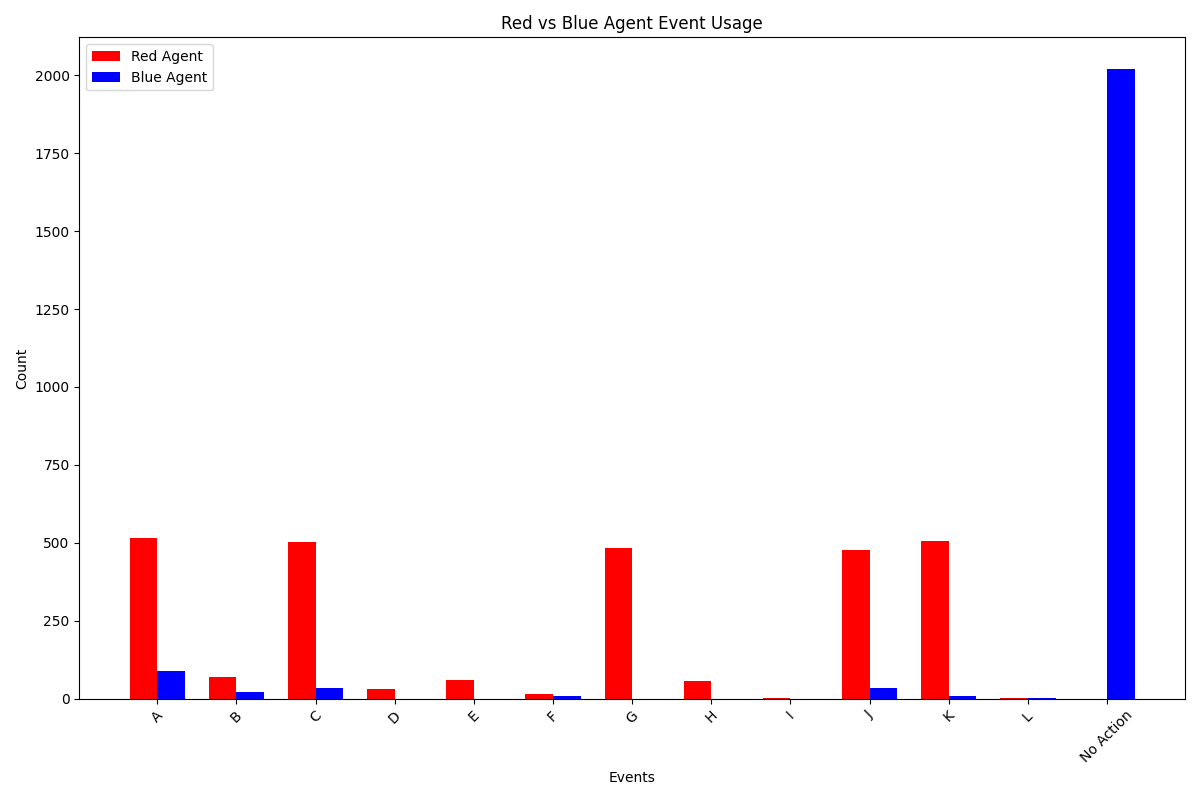 Red vs Blue Agent Event Usage
Red Agent
Blue Agent
2000
1750
1500
1250
1000
750
500
250
0
Count
A
B
C
D
E
F
G
H
I
J
K
L
No Action
Events